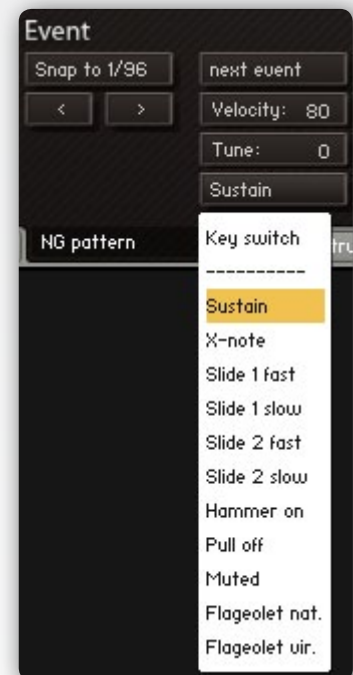 Event
Snap to 1/96
next event
< >
Velocity: 80
Tune: 0
Sustain
NG pattern
Key switch
----------
Sustain
X-note
Slide 1 fast
Slide 1 slow
Slide 2 fast
Slide 2 slow
Hammer on
Pull off
Muted
Flageolet nat.
Flageolet vir.